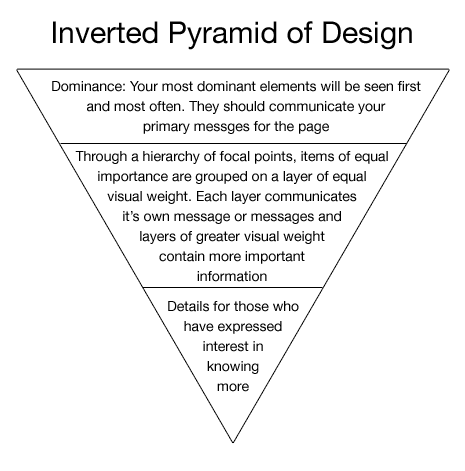 Inverted Pyramid of Design
Dominance: Your most dominant elements will be seen first
and most often. They should communicate your
primary messges for the page
Through a hierarchy of focal points, items of equal
importance are grouped on a layer of equal
visual weight. Each layer communicates
it's own message or messages and
layers of greater visual weight
contain more important
information
Details for those who
have expressed
interest in
knowing
more